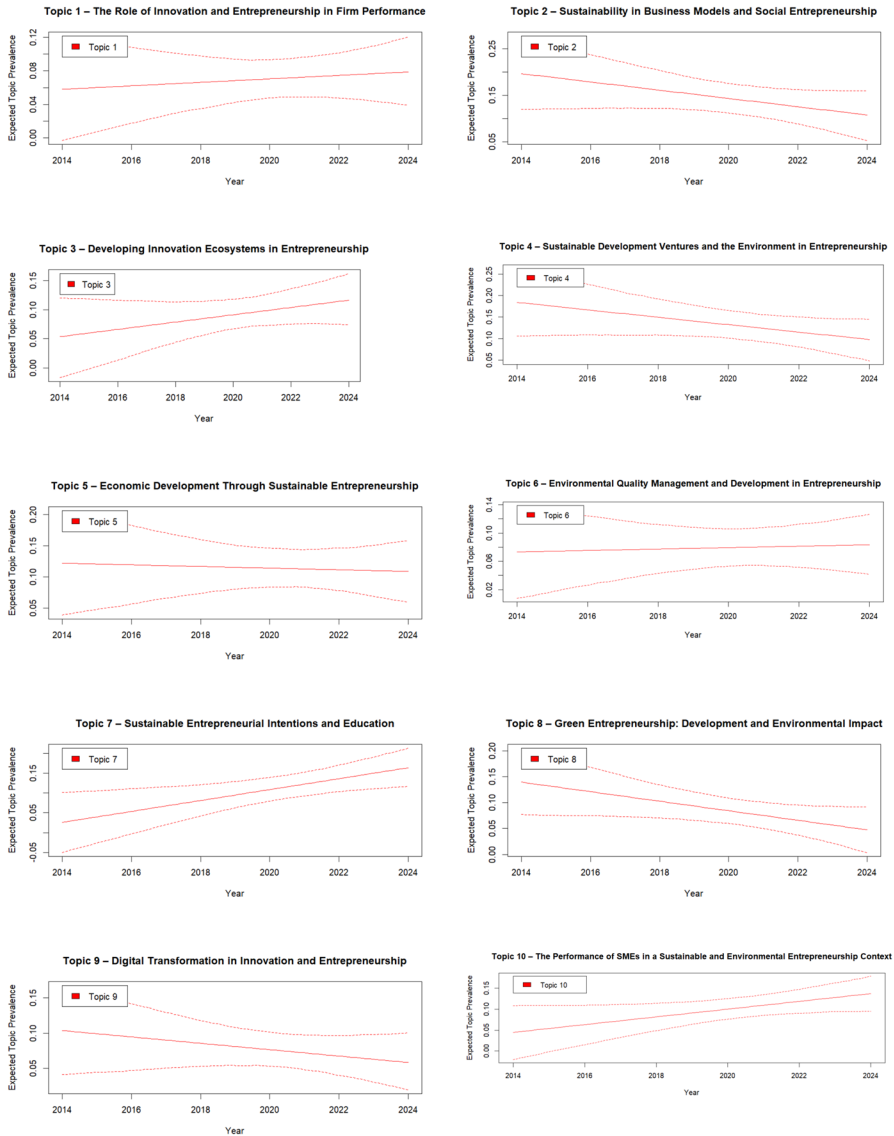 Topic 1 – The Role of Innovation and Entrepreneurship in Firm Performance
Expected Topic Prevalence
0.12
0.08
0.04
0.00
Topic 1
2014 2016 2018 2020 2022 2024
Year
Topic 2 – Sustainability in Business Models and Social Entrepreneurship
Expected Topic Prevalence
0.25
0.15
0.05
Topic 2
2014 2016 2018 2020 2022 2024
Year
Topic 3 – Developing Innovation Ecosystems in Entrepreneurship
Expected Topic Prevalence
0.15
0.10
0.05
0.00
Topic 3
2014 2016 2018 2020 2022 2024
Year
Topic 4 – Sustainable Development Ventures and the Environment in Entrepreneurship
Expected Topic Prevalence
0.25
0.20
0.15
0.10
0.05
Topic 4
2014 2016 2018 2020 2022 2024
Year
Topic 5 – Economic Development Through Sustainable Entrepreneurship
Expected Topic Prevalence
0.20
0.15
0.10
0.05
Topic 5
2014 2016 2018 2020 2022 2024
Year
Topic 6 – Environmental Quality Management and Development in Entrepreneurship
Expected Topic Prevalence
0.14
0.10
0.06
0.02
Topic 6
2014 2016 2018 2020 2022 2024
Year
Topic 7 – Sustainable Entrepreneurial Intentions and Education
Expected Topic Prevalence
0.15
0.05
-0.05
Topic 7
2014 2016 2018 2020 2022 2024
Year
Topic 8 – Green Entrepreneurship: Development and Environmental Impact
Expected Topic Prevalence
0.20
0.15
0.10
0.05
0.00
Topic 8
2014 2016 2018 2020 2022 2024
Year
Topic 9 – Digital Transformation in Innovation and Entrepreneurship
Expected Topic Prevalence
0.15
0.10
0.05
Topic 9
2014 2016 2018 2020 2022 2024
Year
Topic 10 – The Performance of SMEs in a Sustainable and Environmental Entrepreneurship Context
Expected Topic Prevalence
0.15
0.10
0.05
0.00
Topic 10
2014 2016 2018 2020 2022 2024
Year